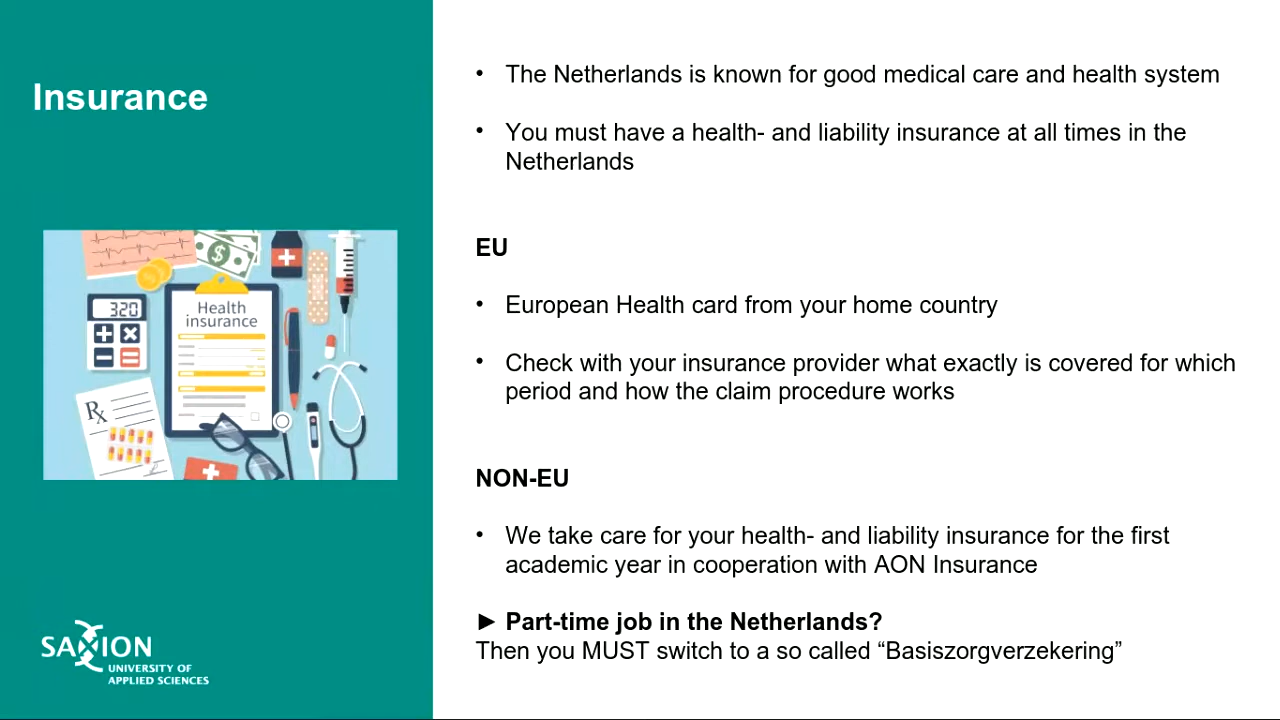 Insurance
• The Netherlands is known for good medical care and health system
• You must have a health- and liability insurance at all times in the
Netherlands
EU
• European Health card from your home country
• Check with your insurance provider what exactly is covered for which
period and how the claim procedure works
NON-EU
• We take care for your health- and liability insurance for the first
academic year in cooperation with AON Insurance
► Part-time job in the Netherlands?
Then you MUST switch to a so called “Basiszorgverzekering”
320
Health
insurance
Rx
SAXION
UNIVERSITY OF
APPLIED SCIENCES